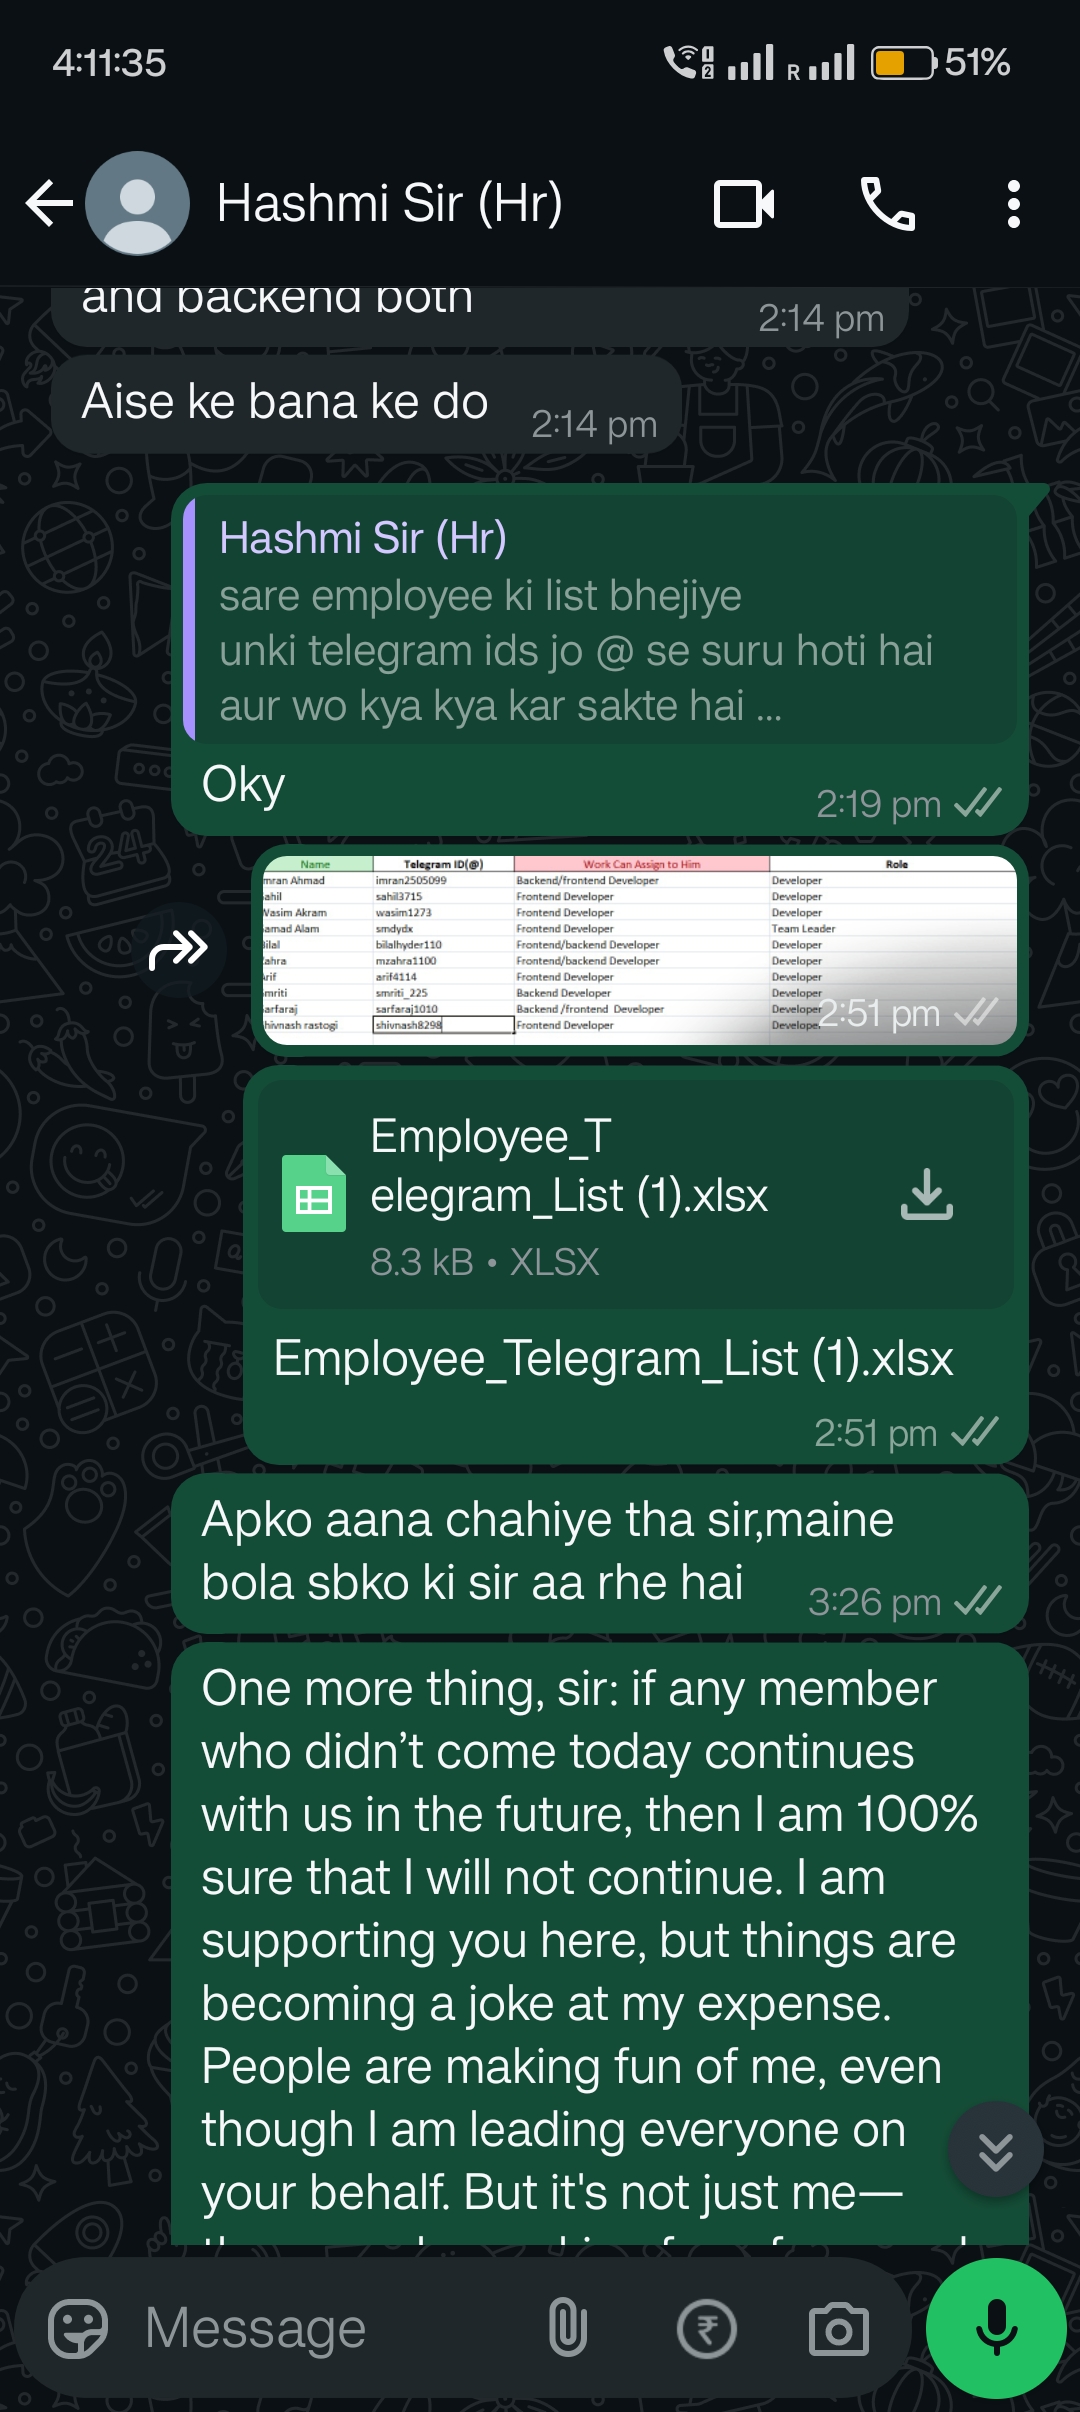 4:11:35
R
51%
Hashmi Sir (Hr)
and backend both
2:14 pm
Aise ke bana ke do
2:14 pm
Hashmi Sir (Hr)
sare employee ki list bhejiye
unki telegram ids jo @ se suru hoti hai
aur wo kya kya kar sakte hai ...
Oky
2:19 pm
Name Telegram ID(@) Work Can Assign to Him Role
mran Ahmad imran2505099 Backend/frontend Developer Developer
ahil sahil3715 Frontend Developer Developer
Wasim Akram wasim1273 Frontend Developer Developer
amad Alam smdydx Frontend Developer Team Leader
ilal bilalhyder110 Frontend/backend Developer Developer
ahra mzahra1100 Frontend/backend Developer Developer
rif arif4114 Frontend Developer Developer
mriti smriti_225 Backend Developer Developer
arfaraj sarfaraj1010 Backend /frontend Developer Developer
hivnash rastogi shivnash8298 Frontend Developer Develope
2:51 pm
Employee_T
elegram_List (1).xlsx
8.3 kB • XLSX
Employee_Telegram_List (1).xlsx
2:51 pm
Apko aana chahiye tha sir,maine
bola sbko ki sir aa rhe hai
3:26 pm
One more thing, sir: if any member
who didn’t come today continues
with us in the future, then I am 100%
sure that I will not continue. I am
supporting you here, but things are
becoming a joke at my expense.
People are making fun of me, even
though I am leading everyone on
your behalf. But it's not just me—
Message